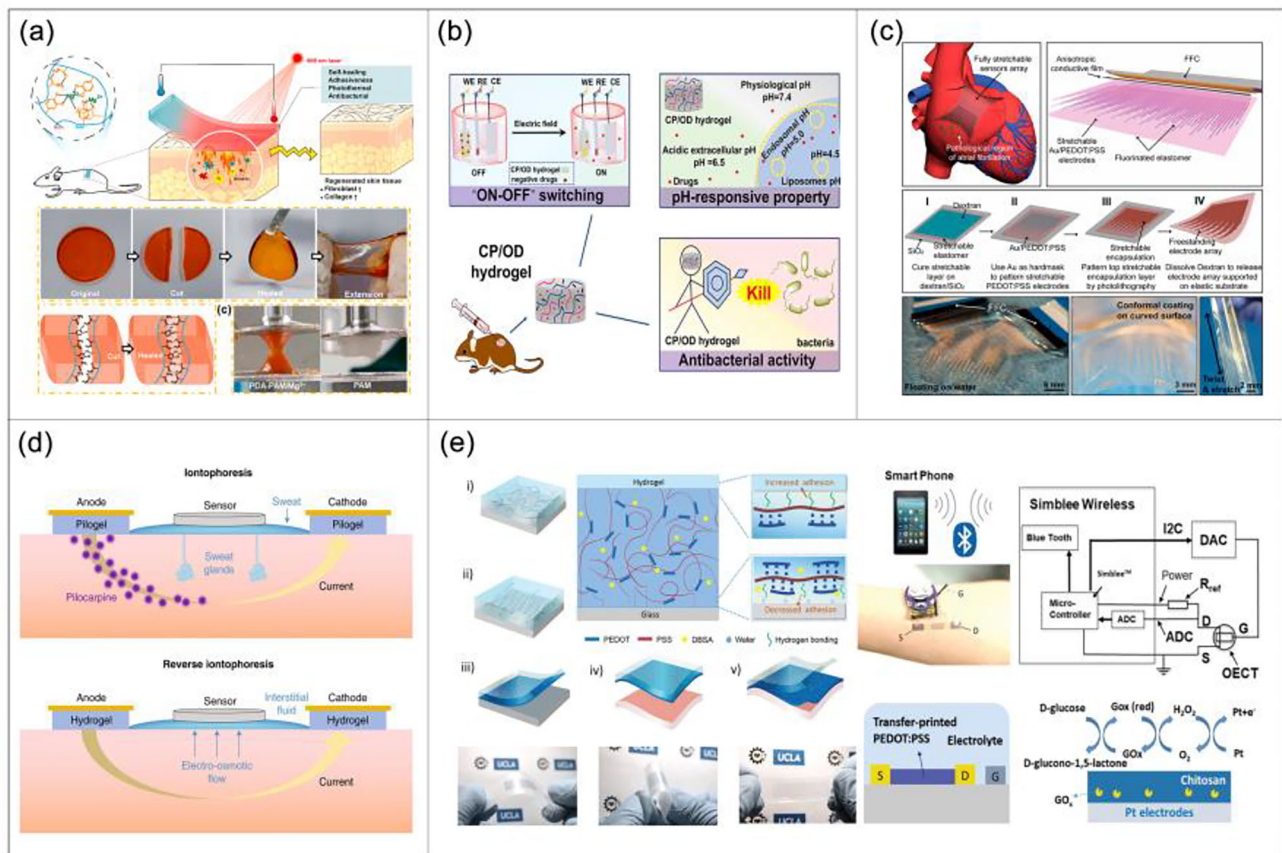 (a)
808 nm laser
Self-healing
Adhesiveness
Photothermal
Antibacterial
Regenerated skin tissue
Fibroblast ↑
Collagen ↑
Original
Cut
Healed
Extension
(c)
Cut
Healed
PDA-PAM/Mg²⁺
PAM
(b)
WE RE CE
WE RE CE
Electric field
OFF
CP/OD hydrogel
negative drugs
ON
"ON-OFF" switching
Physiological pH
pH=7.4
CP/OD hydrogel
Endosomal pH
pH=5.0
Acidic extracellular pH
pH =6.5
pH=4.5
Drugs
Liposomes pH
pH-responsive property
CP/OD
hydrogel
Kill
CP/OD hydrogel
bacteria
Antibacterial activity
(c)
Fully stretchable
sensors array
Pathological region
of atrial fibrillation
Anisotropic
conductive film
FFC
Stretchable
Au/PEDOT:PSS
electrodes
Fluorinated elastomer
I
II
III
IV
Dextran
SiO₂
Stretchable
elastomer
Au/PEDOT:PSS
Stretchable
encapsulation
Freestanding
electrode array
Cure stretchable
layer on
dextran/SiO₂
Use Au as hardmask
to pattern stretchable
PEDOT:PSS electrodes
Pattern top stretchable
encapsulation layer
by photolithography
Dissolve Dextran to release
electrode array supported
on elastic substrate
Floating on water
Conformal coating
on curved surface
3 mm
Twist
& stretch
2 mm
(d)
Iontophoresis
Anode
Sensor
Sweat
Cathode
Pilogel
Pilogel
Sweat
glands
Pilocarpine
Current
Reverse iontophoresis
Anode
Sensor
Interstitial
fluid
Cathode
Hydrogel
Hydrogel
Electro-osmotic
flow
Current
(e)
i)
Hydrogel
Increased adhesion
ii)
Decreased adhesion
Glass
PEDOT
PSS
DBSA
Water
Hydrogen bonding
iii)
iv)
v)
UCLA
UCLA
UCLA
Smart Phone
G
S
D
Simblee Wireless
I2C
Blue Tooth
DAC
Simblee™
Power
R_ref
Micro-
Controller
ADC
ADC
D
G
S
OECT
Transfer-printed
PEDOT:PSS
Electrolyte
S
D
G
D-glucose
Gox (red)
H₂O₂
Pt+e⁻
GOx
O₂
Pt
D-glucono-1,5-lactone
Chitosan
GOₓ
Pt electrodes